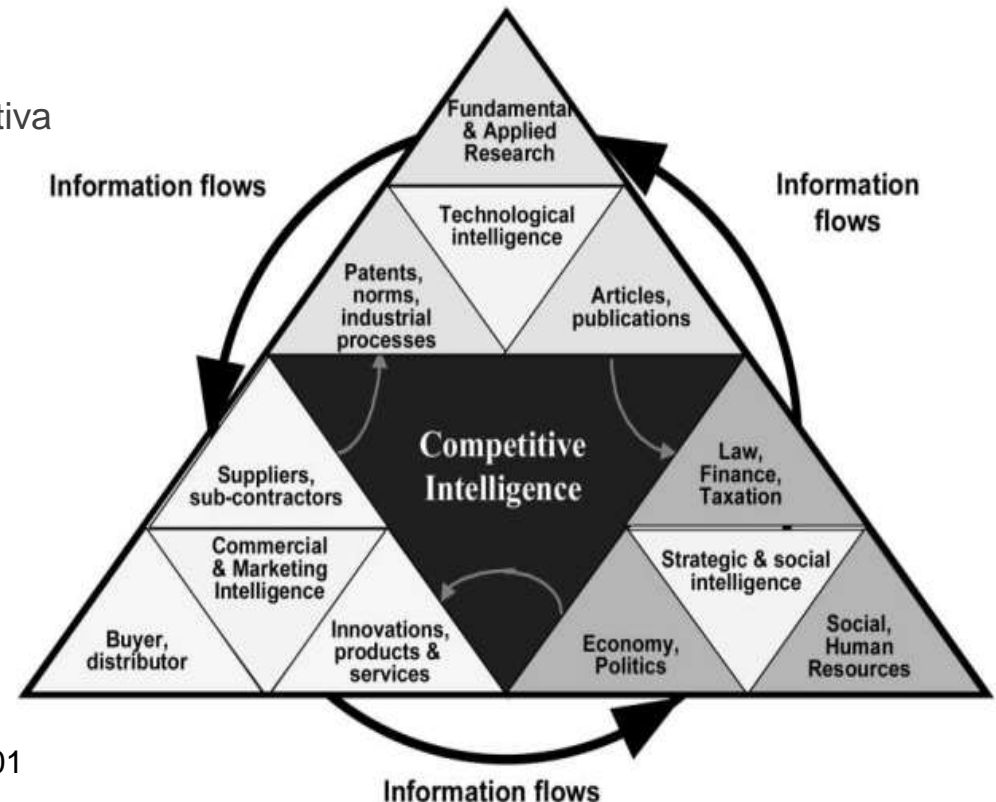 tiva
Fundamental
& Applied
Research
Information flows
Information
flows
Technological
intelligence
Patents,
norms,
industrial
processes
Articles,
publications
Competitive
Intelligence
Law,
Finance,
Taxation
Suppliers,
sub-contractors
Commercial
& Marketing
Intelligence
Strategic & social
intelligence
Buyer,
distributor
Innovations,
products &
services
Economy,
Politics
Social,
Human
Resources
01
Information flows